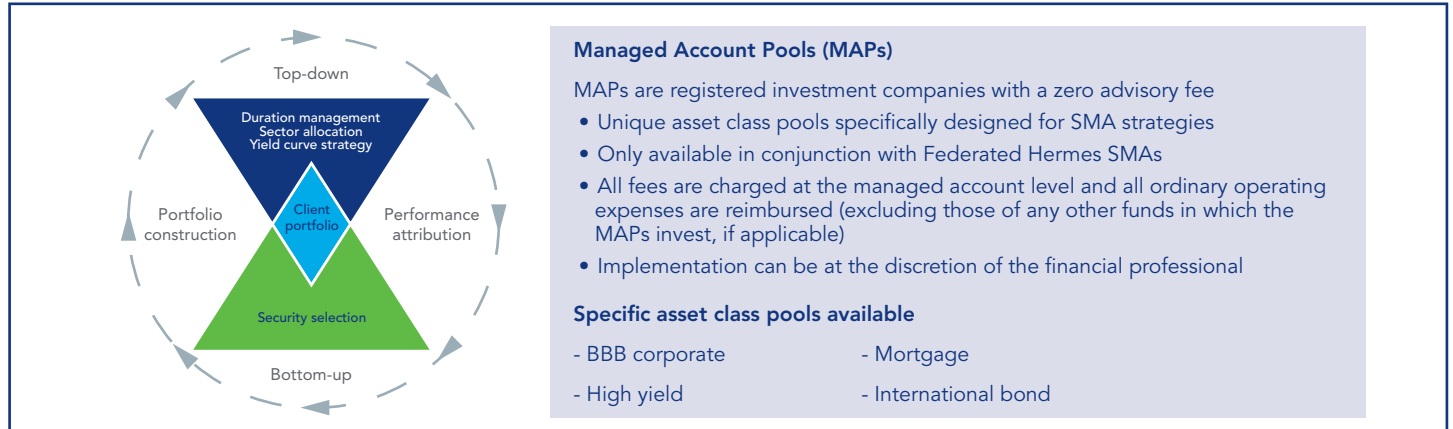 Top-down
Duration management
Sector allocation
Yield curve strategy
Portfolio
construction
Client
portfolio
Performance
attribution
Security selection
Bottom-up
Managed Account Pools (MAPs)
MAPs are registered investment companies with a zero advisory fee
• Unique asset class pools specifically designed for SMA strategies
• Only available in conjunction with Federated Hermes SMAs
• All fees are charged at the managed account level and all ordinary operating
expenses are reimbursed (excluding those of any other funds in which the
MAPs invest, if applicable)
• Implementation can be at the discretion of the financial professional
Specific asset class pools available
- BBB corporate - Mortgage
- High yield - International bond